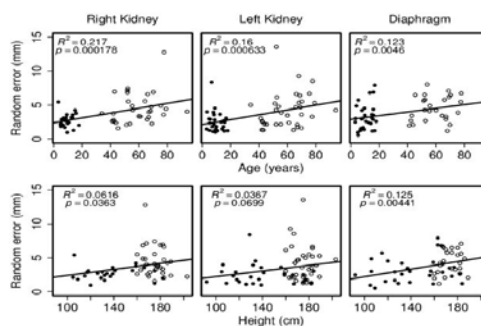 Right Kidney Left Kidney Diaphragm
R² = 0.217 R² = 0.16 R² = 0.123
p = 0.000178 p = 0.000633 p = 0.0046
Random error (mm)
15
10
5
0
0 20 40 60 80 0 20 40 60 80 0 20 40 60 80
Age (years)
R² = 0.0616 R² = 0.0367 R² = 0.125
p = 0.0363 p = 0.0699 p = 0.00441
Random error (mm)
15
10
5
0
100 140 180 100 140 180 100 140 180
Height (cm)